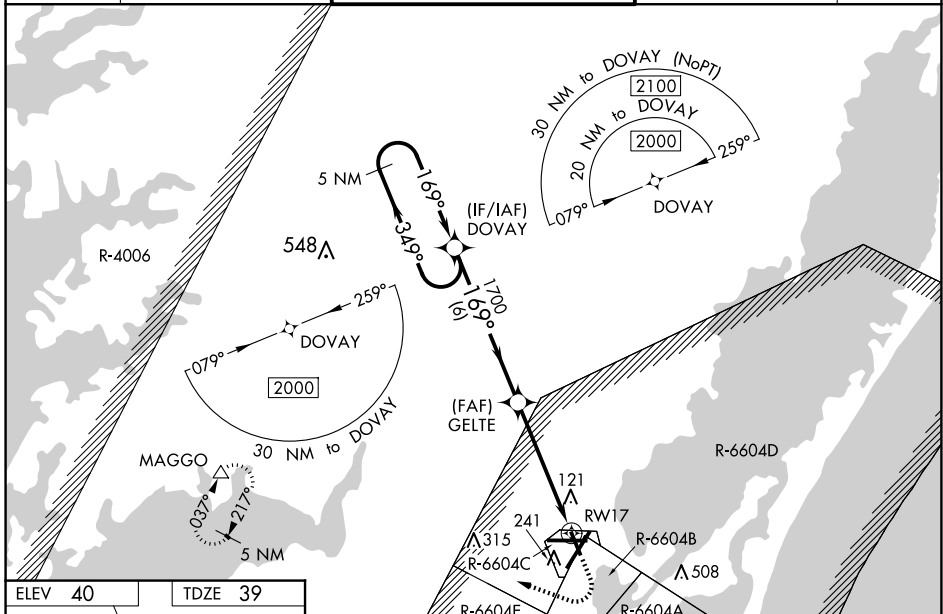 30 NM to DOVAY (NoPT)
2100
20 NM to DOVAY
2000
259°
079°
DOVAY
5 NM
169°
349°
(IF/IAF)
DOVAY
548
R-4006
1700
169°
(6)
259°
DOVAY
079°
2000
30 NM to DOVAY
(FAF)
GELTE
R-6604D
MAGGO
037°
217°
5 NM
121
RW17
241
315
R-6604C
R-6604B
508
R-6604E
R-6604A
ELEV 40
TDZE 39